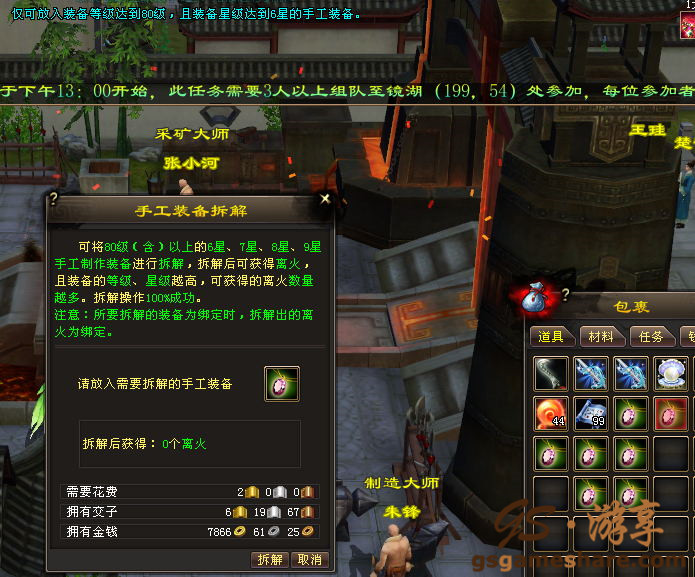 仅可放入装备等级达到80级，且装备星级达到6星的手工装备。
于下午13：00开始，此任务需要3人以上组队至镜湖（199，54）处参加，每位参加者
采矿大师
张小河
王珪
手工装备拆解
可将80级（含）以上的6星、7星、8星、9星
手工制作装备进行拆解，拆解后可获得离火，
且装备的等级、星级越高，可获得的离火数量
越多。拆解操作100%成功。
注意：所要拆解的装备为绑定时，拆解出的离
火为绑定。
请放入需要拆解的手工装备
拆解后获得：0个离火
需要花费 2 0 0
拥有交子 6 19 67
拥有金钱 7866 61 25
拆解 取消
包裹
道具 材料 任务
44 99
制造大师
朱锋
GS·游享
gsgameshare.com